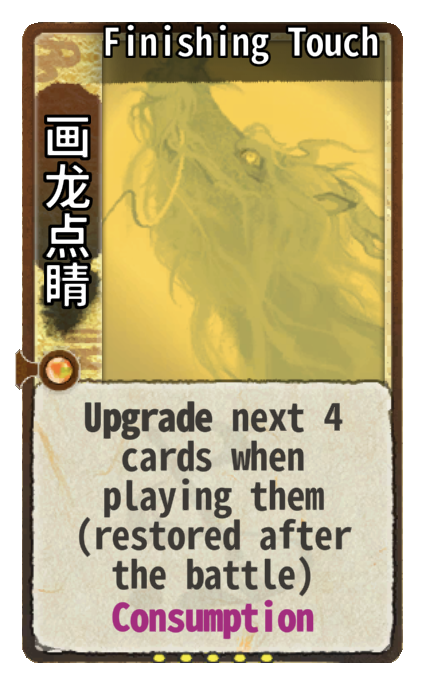 Finishing Touch
画龙点睛
Upgrade next 4
cards when
playing them
(restored after
the battle)
Consumption